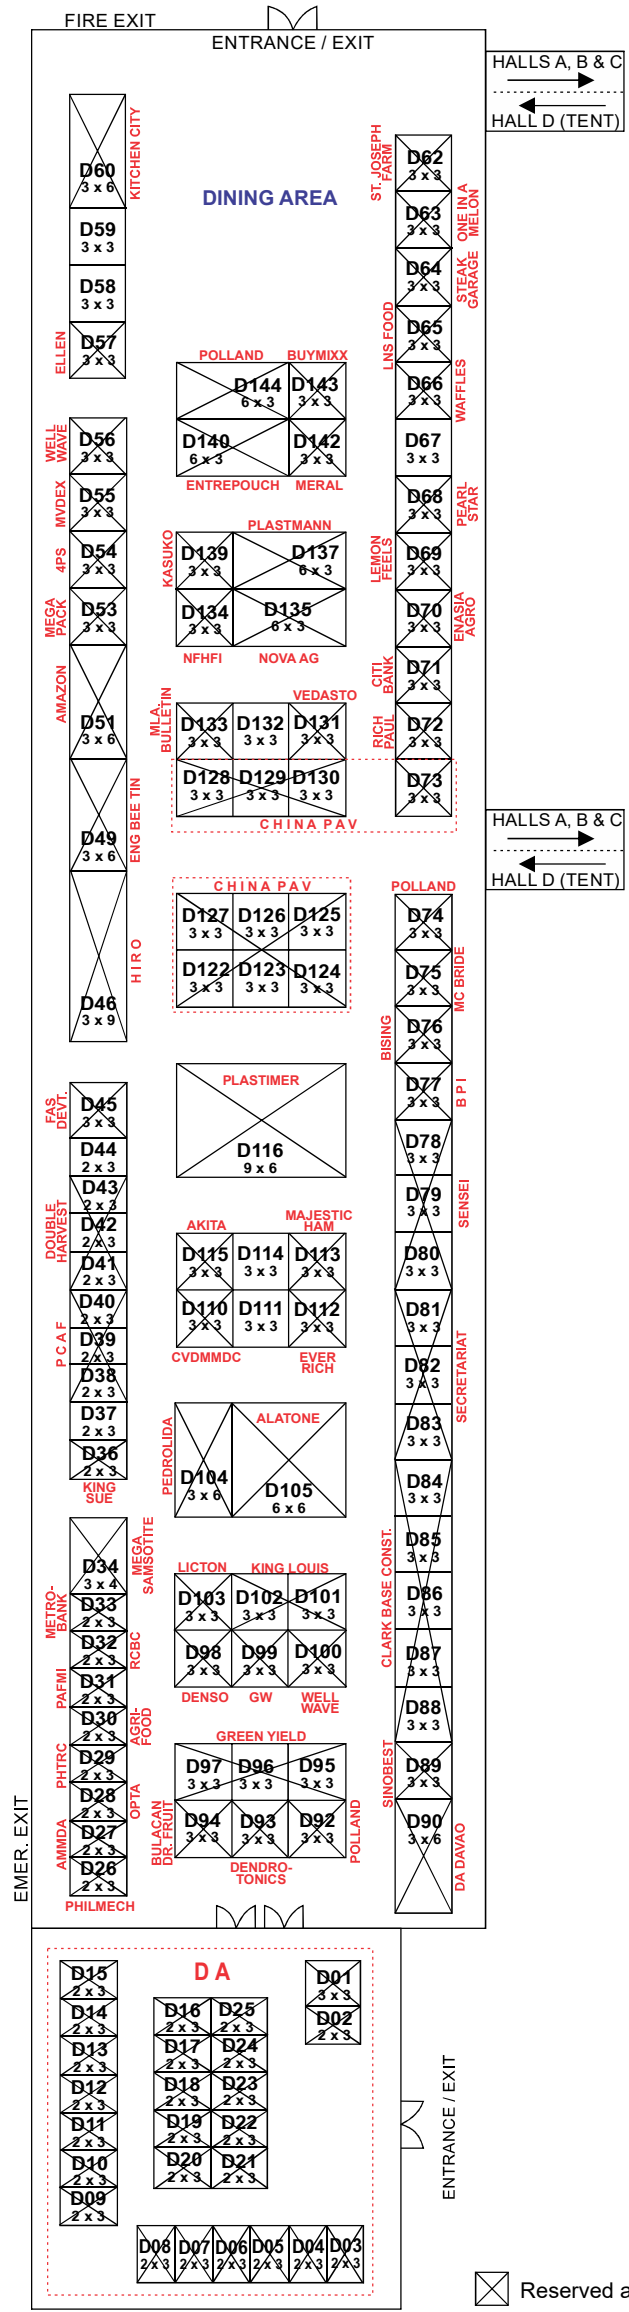 FIRE EXIT
ENTRANCE / EXIT
HALLS A, B & C
HALL D (TENT)
DINING AREA
D60
3 x 6
KITCHEN CITY
D59
3 x 3
D58
3 x 3
D57
3 x 3
ELLEN
D62
3 x 3
ST. JOSEPH
FARM
D63
3 x 3
ONE IN A
MELON
D64
3 x 3
STEAK
GARAGE
D65
3 x 3
LNS FOOD
D66
3 x 3
WAFFLES
D67
3 x 3
D68
3 x 3
PEARL
STAR
D69
3 x 3
LEMON
FEELS
D70
3 x 3
ENASIA
AGRO
D71
3 x 3
CITI
BANK
D72
3 x 3
RICH
PAUL
D73
3 x 3
POLLAND
BUYMIXX
D144
6 x 3
D143
3 x 3
D140
6 x 3
D142
3 x 3
ENTREPOUCH
MERAL
D56
3 x 3
WELL
WAVE
D55
3 x 3
MVDEX
D54
3 x 3
4PS
D53
3 x 3
MEGA
PACK
D51
3 x 6
AMAZON
D49
3 x 6
ENG BEE TIN
D46
3 x 9
HIRO
PLASTMANN
KASUKO
D139
3 x 3
D137
6 x 3
D134
3 x 3
D135
6 x 3
NFHFI
NOVA AG
VEDASTO
MLA.
BULLETIN
D133
3 x 3
D132
3 x 3
D131
3 x 3
D128
3 x 3
D129
3 x 3
D130
3 x 3
CHINA PAV
HALLS A, B & C
HALL D (TENT)
CHINA PAV
D127
3 x 3
D126
3 x 3
D125
3 x 3
D122
3 x 3
D123
3 x 3
D124
3 x 3
POLLAND
D74
3 x 3
D75
3 x 3
MC BRIDE
D76
3 x 3
BISING
D77
3 x 3
B P I
D78
3 x 3
D79
3 x 3
SENSEI
D80
3 x 3
D81
3 x 3
D82
3 x 3
SECRETARIAT
D83
3 x 3
D84
3 x 3
D85
3 x 3
D86
3 x 3
CLARK BASE CONST.
D87
3 x 3
D88
3 x 3
D89
3 x 3
SINOBEST
D90
3 x 6
DA DAVAO
PLASTIMER
D116
9 x 6
D45
3 x 3
FAS
DEVT.
D44
2 x 3
D43
2 x 3
D42
2 x 3
DOUBLE
HARVEST
D41
2 x 3
D40
2 x 3
D39
2 x 3
P C A F
D38
2 x 3
D37
2 x 3
D36
2 x 3
KING
SUE
AKITA
MAJESTIC
HAM
D115
3 x 3
D114
3 x 3
D113
3 x 3
D110
3 x 3
D111
3 x 3
D112
3 x 3
CVDMMDC
EVER
RICH
PEDROLIDA
D104
3 x 6
ALATONE
D105
6 x 6
D34
3 x 4
MEGA
SAMSOTITE
D33
2 x 3
METRO-
BANK
D32
2 x 3
RCBC
D31
2 x 3
PAFMI
D30
2 x 3
AGRI-
FOOD
D29
2 x 3
PHTRC
D28
2 x 3
OPTA
D27
2 x 3
AMMDA
D26
2 x 3
PHILMECH
LICTON
KING LOUIS
D103
3 x 3
D102
3 x 3
D101
3 x 3
D98
3 x 3
D99
3 x 3
D100
3 x 3
DENSO
GW
WELL
WAVE
GREEN YIELD
D97
3 x 3
D96
3 x 3
D95
3 x 3
D94
3 x 3
D93
3 x 3
D92
3 x 3
BULACAN
DR. FRUIT
DENDRO-
TONICS
POLLAND
EMER. EXIT
D A
D15
2 x 3
D14
2 x 3
D13
2 x 3
D12
2 x 3
D11
2 x 3
D10
2 x 3
D09
2 x 3
D16
2 x 3
D25
2 x 3
D17
2 x 3
D24
2 x 3
D18
2 x 3
D23
2 x 3
D19
2 x 3
D22
2 x 3
D20
2 x 3
D21
2 x 3
D01
3 x 3
D02
2 x 3
ENTRANCE / EXIT
D08
2 x 3
D07
2 x 3
D06
2 x 3
D05
2 x 3
D04
2 x 3
D03
2 x 3
Reserved a